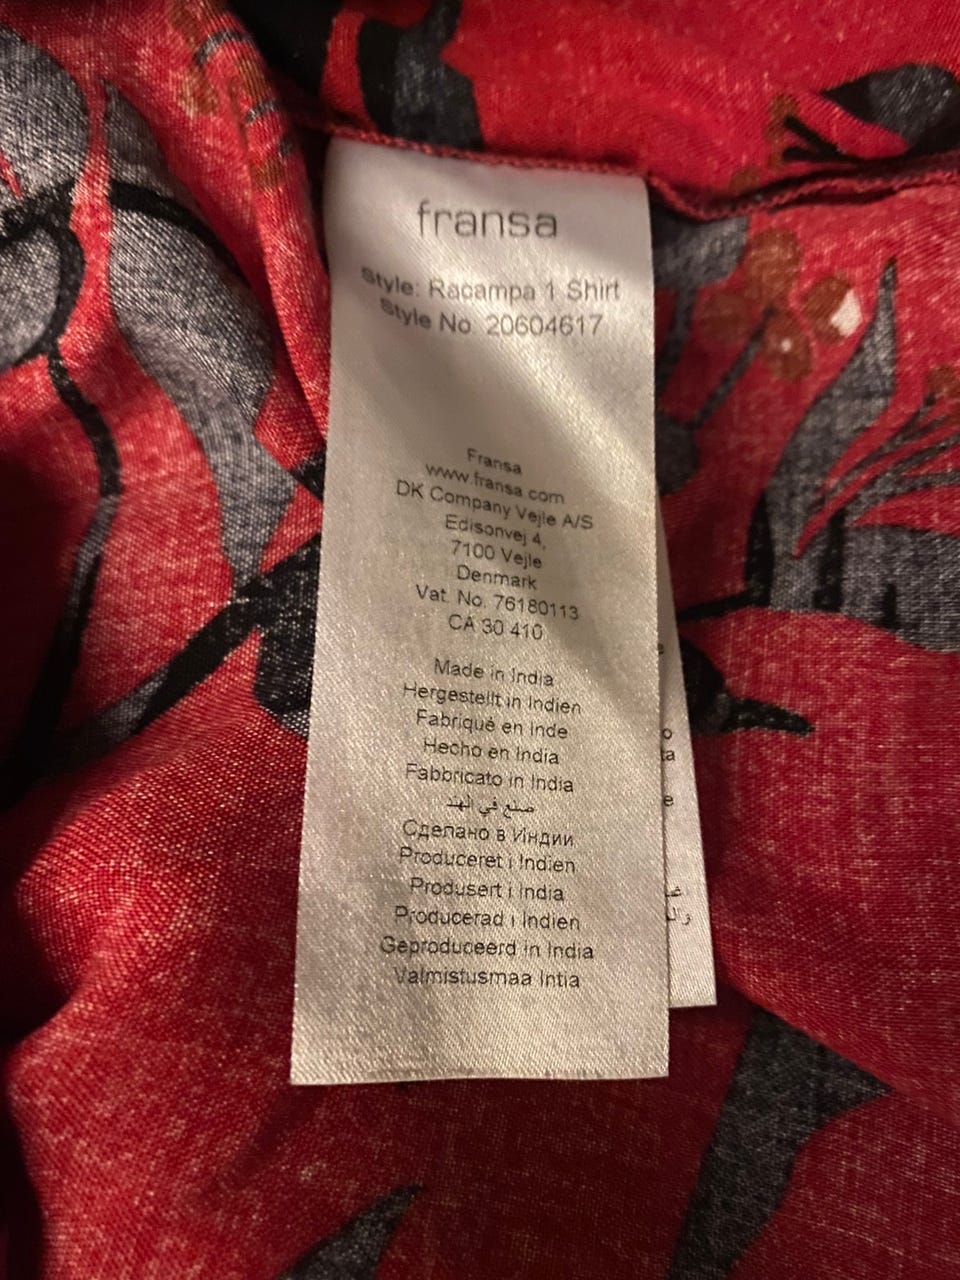 fransa
Style: Racampa 1 Shirt
Style No. 20604617
Fransa
www.fransa.com
DK Company Vejle A/S
Edisonvej 4,
7100 Vejle
Denmark
Vat. No. 76180113
CA 30 410
Made in India
Hergestellt in Indien
Fabriqué en Inde
Hecho en India
Fabbricato in India
صنع في الهند
Сделано в Индии
Produceret i Indien
Produsert i India
Producerad i Indien
Geproduceerd in India
Valmistusmaa Intia